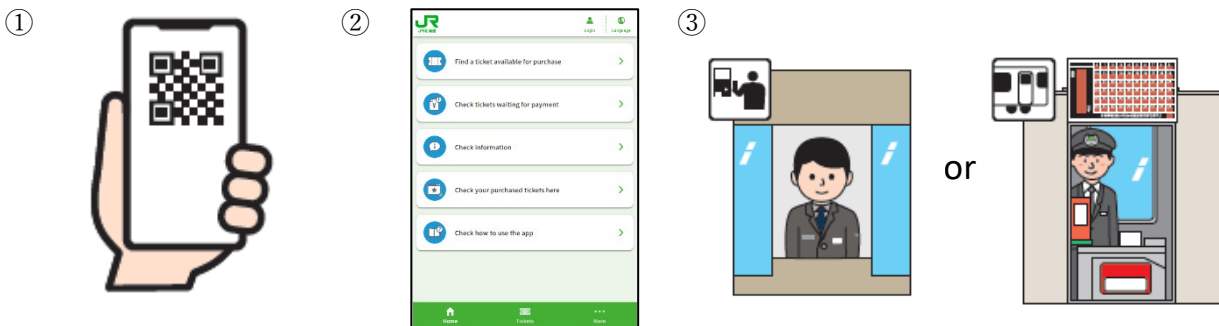 ①
②
③
JR
Login
Language
Find a ticket available for purchase
Check tickets waiting for payment
Check information
Check your purchased tickets here
Check how to use the app
or
Home
Tickets
More